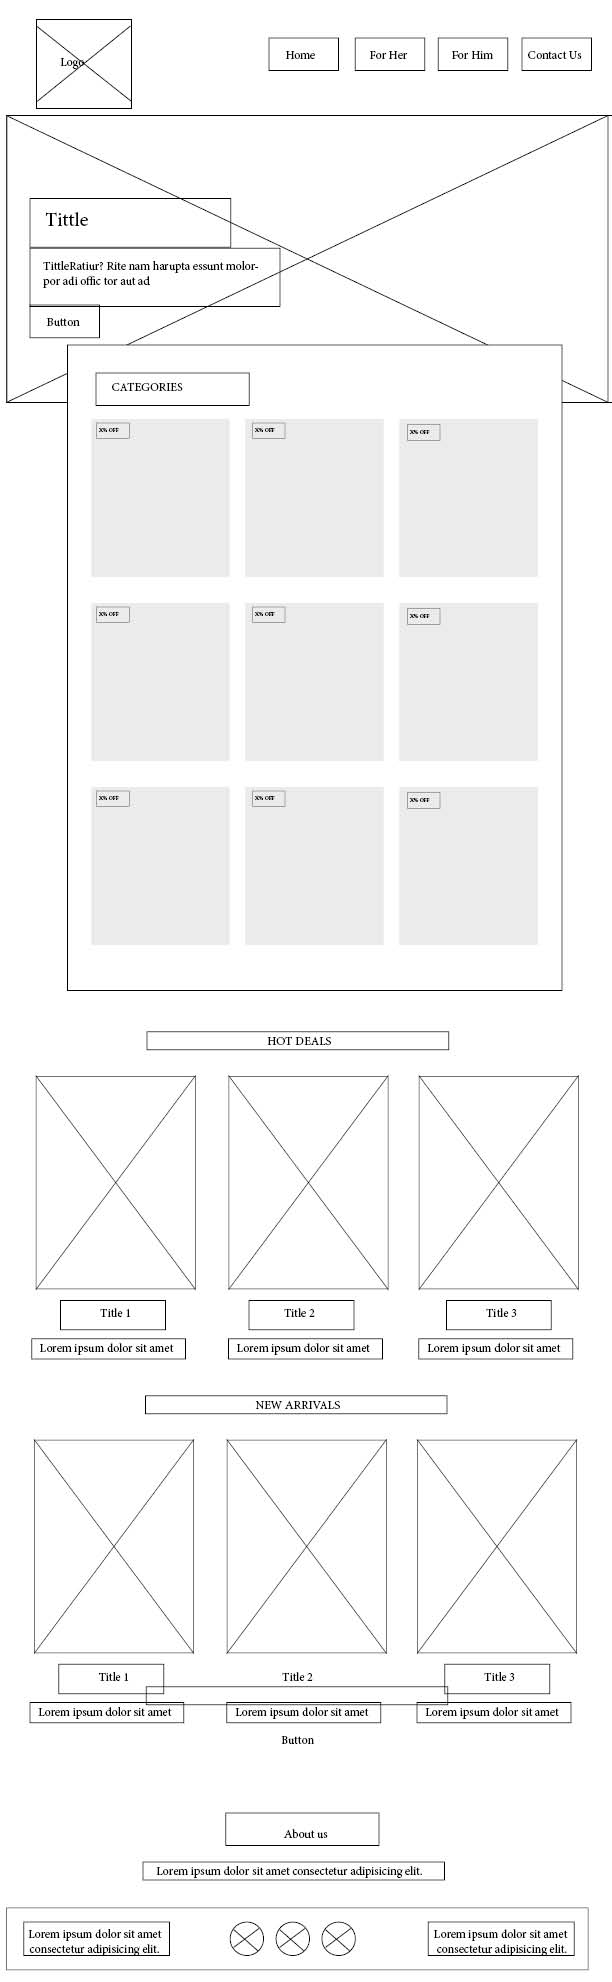 Logo
Home
For Her
For Him
Contact Us
Tittle
TittleRatiur? Rite nam harupta essunt molor-
por adi offic tor aut ad
Button
CATEGORIES
X% OFF
X% OFF
X% OFF
X% OFF
X% OFF
X% OFF
X% OFF
X% OFF
X% OFF
HOT DEALS
Title 1
Title 2
Title 3
Lorem ipsum dolor sit amet
Lorem ipsum dolor sit amet
Lorem ipsum dolor sit amet
NEW ARRIVALS
Title 1
Title 2
Title 3
Lorem ipsum dolor sit amet
Lorem ipsum dolor sit amet
Lorem ipsum dolor sit amet
Button
About us
Lorem ipsum dolor sit amet consectetur adipisicing elit.
Lorem ipsum dolor sit amet
consectetur adipisicing elit.
Lorem ipsum dolor sit amet
consectetur adipisicing elit.